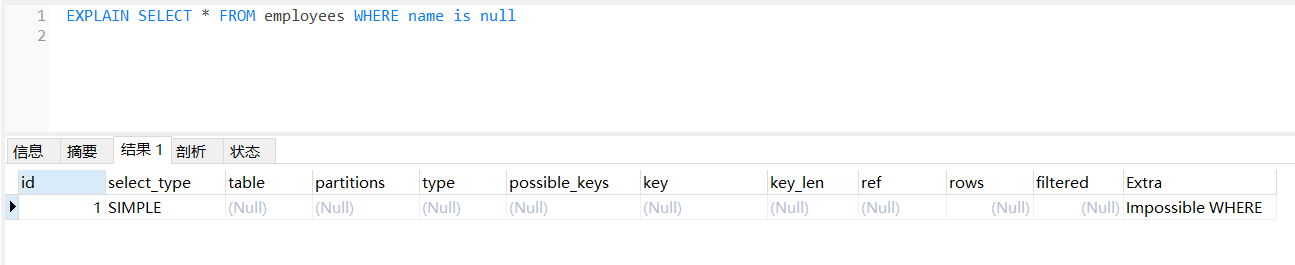 1 EXPLAIN SELECT * FROM employees WHERE name is null
2
信息 摘要 结果 1 剖析 状态
id select_type table partitions type possible_keys key key_len ref rows filtered Extra
1 SIMPLE (Null) (Null) (Null) (Null) (Null) (Null) (Null) (Null) (Null) Impossible WHERE